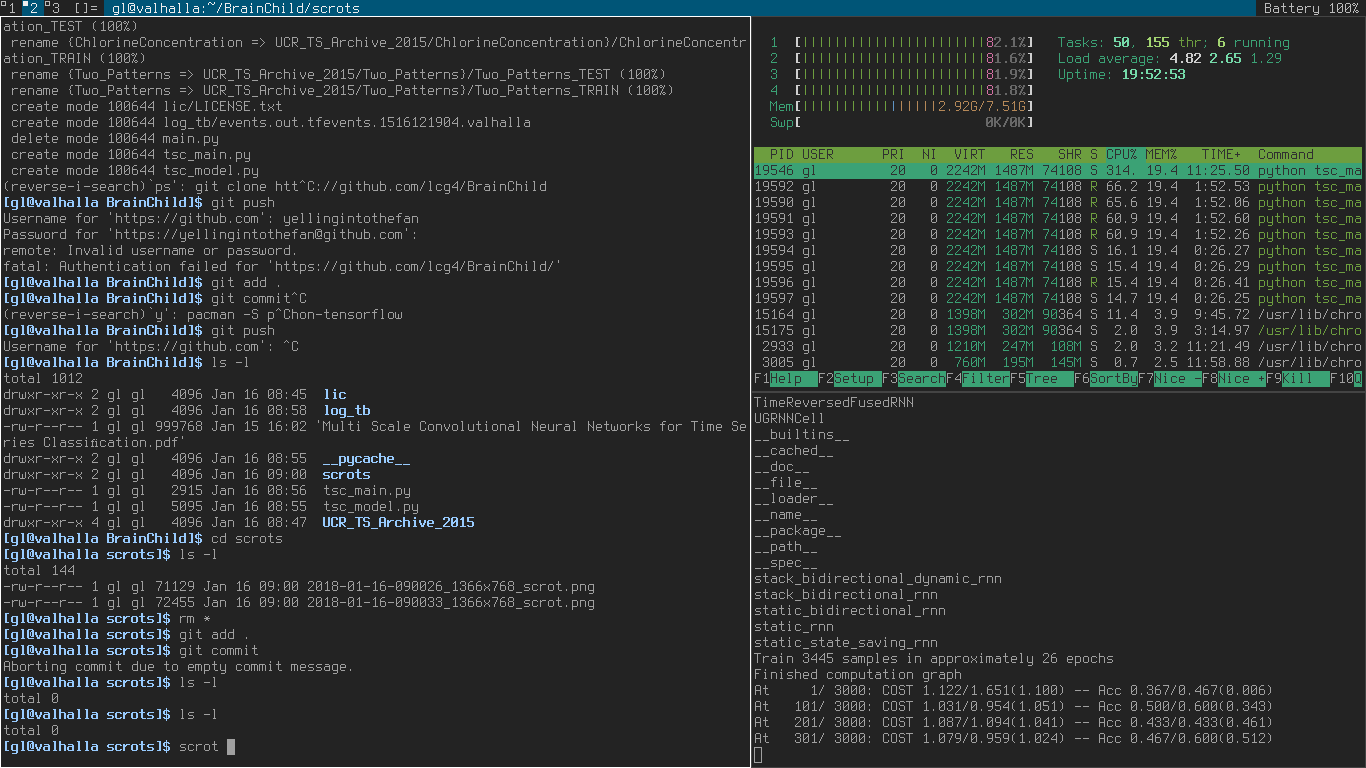 1 2 3 []= gl@valhalla:~/BrainChild/scrots Battery 100%
ation_TEST (100%)
rename {ChlorineConcentration => UCR_TS_Archive_2015/ChlorineConcentration}/ChlorineConcentr
ation_TRAIN (100%)
rename {Two_Patterns => UCR_TS_Archive_2015/Two_Patterns}/Two_Patterns_TEST (100%)
rename {Two_Patterns => UCR_TS_Archive_2015/Two_Patterns}/Two_Patterns_TRAIN (100%)
create mode 100644 lic/LICENSE.txt
create mode 100644 log_tb/events.out.tfevents.1516121904.valhalla
delete mode 100644 main.py
create mode 100644 tsc_main.py
create mode 100644 tsc_model.py
(reverse-i-search)`ps': git clone htt^C://github.com/lcg4/BrainChild
[gl@valhalla BrainChild]$ git push
Username for 'https://github.com': yellingintothefan
Password for 'https://yellingintothefan@github.com':
remote: Invalid username or password.
fatal: Authentication failed for 'https://github.com/lcg4/BrainChild/'
[gl@valhalla BrainChild]$ git add .
[gl@valhalla BrainChild]$ git commit^C
(reverse-i-search)`y': pacman -S p^Chon-tensorflow
[gl@valhalla BrainChild]$ git push
Username for 'https://github.com': ^C
[gl@valhalla BrainChild]$ ls -l
total 1012
drwxr-xr-x 2 gl gl 4096 Jan 16 08:45 lic
drwxr-xr-x 2 gl gl 4096 Jan 16 08:58 log_tb
-rw-r--r-- 1 gl gl 999768 Jan 15 16:02 'Multi Scale Convolutional Neural Networks for Time Se
ries Classification.pdf'
drwxr-xr-x 2 gl gl 4096 Jan 16 08:55 __pycache__
drwxr-xr-x 2 gl gl 4096 Jan 16 09:00 scrots
-rw-r--r-- 1 gl gl 2915 Jan 16 08:56 tsc_main.py
-rw-r--r-- 1 gl gl 5095 Jan 16 08:55 tsc_model.py
drwxr-xr-x 4 gl gl 4096 Jan 16 08:47 UCR_TS_Archive_2015
[gl@valhalla BrainChild]$ cd scrots
[gl@valhalla scrots]$ ls -l
total 144
-rw-r--r-- 1 gl gl 71129 Jan 16 09:00 2018-01-16-090026_1366x768_scrot.png
-rw-r--r-- 1 gl gl 72455 Jan 16 09:00 2018-01-16-090033_1366x768_scrot.png
[gl@valhalla scrots]$ rm *
[gl@valhalla scrots]$ git add .
[gl@valhalla scrots]$ git commit
Aborting commit due to empty commit message.
[gl@valhalla scrots]$ ls -l
total 0
[gl@valhalla scrots]$ ls -l
total 0
[gl@valhalla scrots]$ scrot
1 [||||||||||||||||||||||||82.1%] Tasks: 50, 155 thr; 6 running
2 [||||||||||||||||||||||||81.6%] Load average: 4.82 2.65 1.29
3 [||||||||||||||||||||||||81.9%] Uptime: 19:52:53
4 [||||||||||||||||||||||||81.8%]
Mem[|||||||||||||||||2.92G/7.51G]
Swp[ 0K/0K]
PID USER PRI NI VIRT RES SHR S CPU% MEM% TIME+ Command
19546 gl 20 0 2242M 1487M 74108 S 314. 19.4 11:25.50 python tsc_ma
19592 gl 20 0 2242M 1487M 74108 R 66.2 19.4 1:52.53 python tsc_ma
19590 gl 20 0 2242M 1487M 74108 R 65.6 19.4 1:52.06 python tsc_ma
19591 gl 20 0 2242M 1487M 74108 R 60.9 19.4 1:52.60 python tsc_ma
19593 gl 20 0 2242M 1487M 74108 R 60.9 19.4 1:52.26 python tsc_ma
19594 gl 20 0 2242M 1487M 74108 S 16.1 19.4 0:26.27 python tsc_ma
19595 gl 20 0 2242M 1487M 74108 S 15.4 19.4 0:26.29 python tsc_ma
19596 gl 20 0 2242M 1487M 74108 R 15.4 19.4 0:26.41 python tsc_ma
19597 gl 20 0 2242M 1487M 74108 S 14.7 19.4 0:26.25 python tsc_ma
15164 gl 20 0 1398M 302M 90364 S 11.4 3.9 9:45.72 /usr/lib/chro
15175 gl 20 0 1398M 302M 90364 S 2.0 3.9 3:14.97 /usr/lib/chro
2933 gl 20 0 1210M 247M 108M S 2.0 3.2 11:21.49 /usr/lib/chro
3005 gl 20 0 760M 195M 145M S 0.7 2.5 11:58.88 /usr/lib/chro
F1Help F2Setup F3SearchF4FilterF5Tree F6SortByF7Nice -F8Nice +F9Kill F10Q
TimeReversedFusedRNN
UGRNNCell
__builtins__
__cached__
__doc__
__file__
__loader__
__name__
__package__
__path__
__spec__
stack_bidirectional_dynamic_rnn
stack_bidirectional_rnn
static_bidirectional_rnn
static_rnn
static_state_saving_rnn
Train 3445 samples in approximately 26 epochs
Finished computation graph
At 1/ 3000: COST 1.122/1.651(1.100) -- Acc 0.367/0.467(0.006)
At 101/ 3000: COST 1.031/0.954(1.051) -- Acc 0.500/0.600(0.343)
At 201/ 3000: COST 1.087/1.094(1.041) -- Acc 0.433/0.433(0.461)
At 301/ 3000: COST 1.079/0.959(1.024) -- Acc 0.467/0.600(0.512)